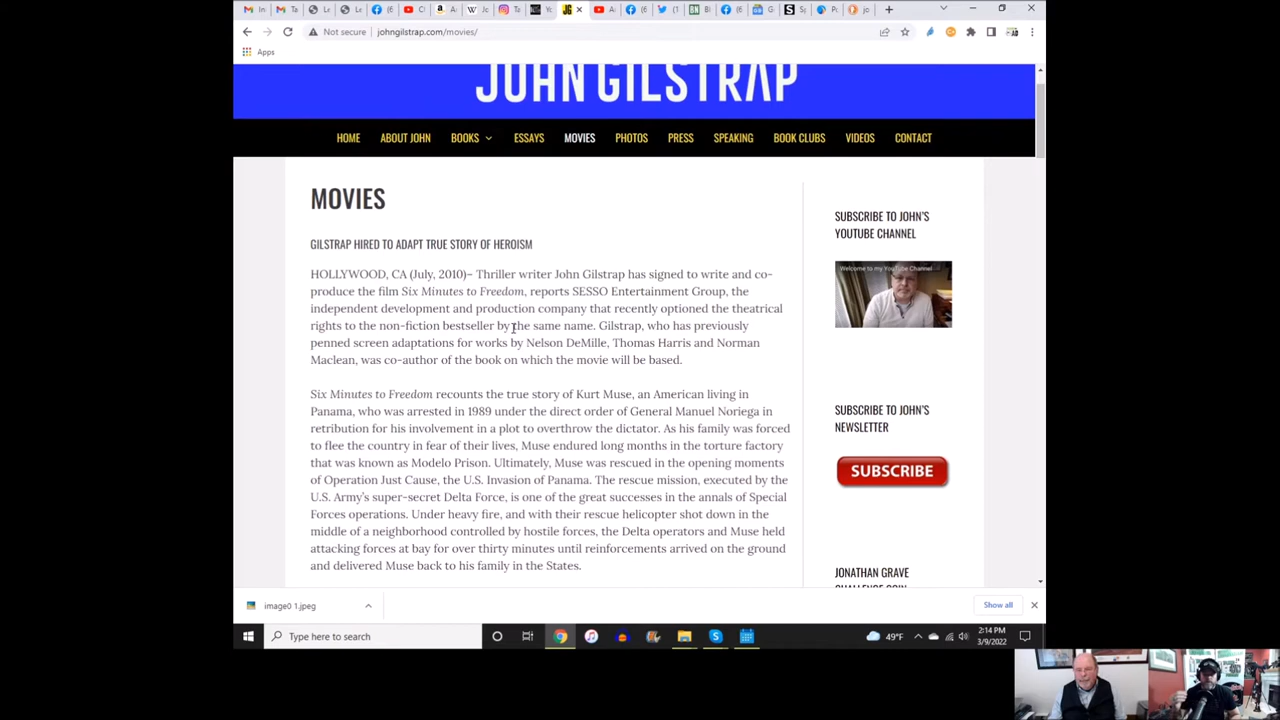 Not secure | johngilstrap.com/movies/
Apps
JOHN GILSTRAP
HOME ABOUT JOHN BOOKS ESSAYS MOVIES PHOTOS PRESS SPEAKING BOOK CLUBS VIDEOS CONTACT
MOVIES
GILSTRAP HIRED TO ADAPT TRUE STORY OF HEROISM
HOLLYWOOD, CA (July, 2010)– Thriller writer John Gilstrap has signed to write and co-
produce the film Six Minutes to Freedom, reports SESSO Entertainment Group, the
independent development and production company that recently optioned the theatrical
rights to the non-fiction bestseller by the same name. Gilstrap, who has previously
penned screen adaptations for works by Nelson DeMille, Thomas Harris and Norman
Maclean, was co-author of the book on which the movie will be based.
Six Minutes to Freedom recounts the true story of Kurt Muse, an American living in
Panama, who was arrested in 1989 under the direct order of General Manuel Noriega in
retribution for his involvement in a plot to overthrow the dictator. As his family was forced
to flee the country in fear of their lives, Muse endured long months in the torture factory
that was known as Modelo Prison. Ultimately, Muse was rescued in the opening moments
of Operation Just Cause, the U.S. Invasion of Panama. The rescue mission, executed by the
U.S. Army's super-secret Delta Force, is one of the great successes in the annals of Special
Forces operations. Under heavy fire, and with their rescue helicopter shot down in the
middle of a neighborhood controlled by hostile forces, the Delta operators and Muse held
attacking forces at bay for over thirty minutes until reinforcements arrived on the ground
and delivered Muse back to his family in the States.
SUBSCRIBE TO JOHN'S
YOUTUBE CHANNEL
Welcome to my YouTube Channel
SUBSCRIBE TO JOHN'S
NEWSLETTER
SUBSCRIBE
JONATHAN GRAVE
CHALLENGE COIN
image0 1.jpeg
Show all
Type here to search
49°F
2:14 PM
3/9/2022